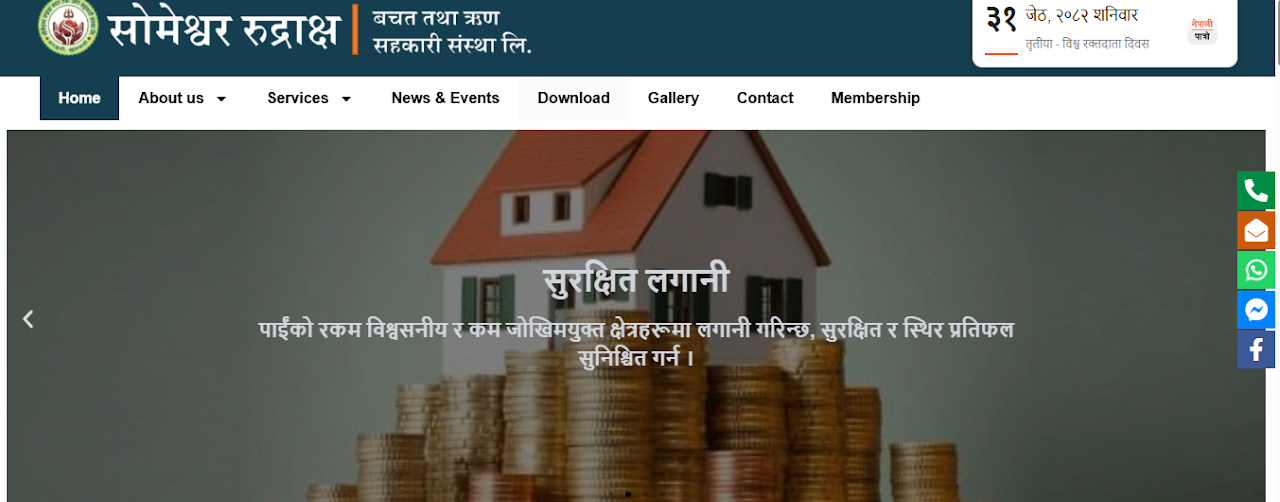 सोमेश्वर रुद्राक्ष
बचत तथा ऋण
सहकारी संस्था लि.
३१
जेठ, २०८२ शनिवार
तृतीया - विश्व रक्तदाता दिवस
नेपाली
पात्रो
Home
About us
Services
News & Events
Download
Gallery
Contact
Membership
सुरक्षित लगानी
पाईंको रकम विश्वसनीय र कम जोखिमयुक्त क्षेत्रहरूमा लगानी गरिन्छ, सुरक्षित र स्थिर प्रतिफल
सुनिश्चित गर्न ।